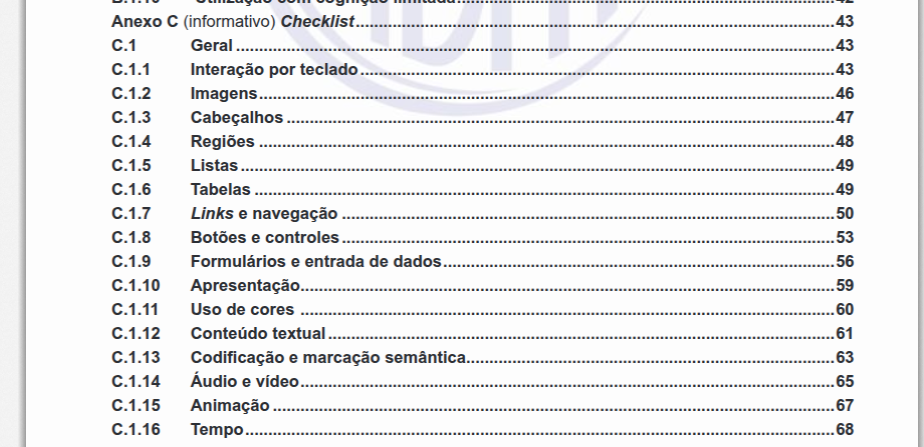 B.1.10 Utilização com cognição limitada 42
Anexo C (informativo) Checklist 43
C.1 Geral 43
C.1.1 Interação por teclado 43
C.1.2 Imagens 46
C.1.3 Cabeçalhos 47
C.1.4 Regiões 48
C.1.5 Listas 49
C.1.6 Tabelas 49
C.1.7 Links e navegação 50
C.1.8 Botões e controles 53
C.1.9 Formulários e entrada de dados 56
C.1.10 Apresentação 59
C.1.11 Uso de cores 60
C.1.12 Conteúdo textual 61
C.1.13 Codificação e marcação semântica 63
C.1.14 Áudio e vídeo 65
C.1.15 Animação 67
C.1.16 Tempo 68